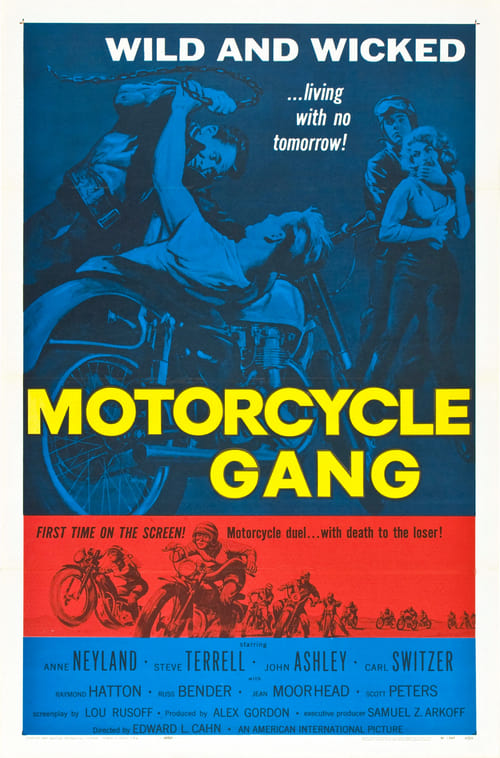 WILD AND WICKED
...living
with no
tomorrow!
MOTORCYCLE
GANG
FIRST TIME ON THE SCREEN! Motorcycle duel...with death to the loser!
starring
ANNE NEYLAND · STEVE TERRELL · JOHN ASHLEY · CARL SWITZER
with
RAYMOND HATTON · RUSS BENDER · JEAN MOORHEAD · SCOTT PETERS
screenplay by LOU RUSOFF · Produced by ALEX GORDON · executive producer SAMUEL Z. ARKOFF
Directed by EDWARD L. CAHN · AN AMERICAN INTERNATIONAL PICTURE